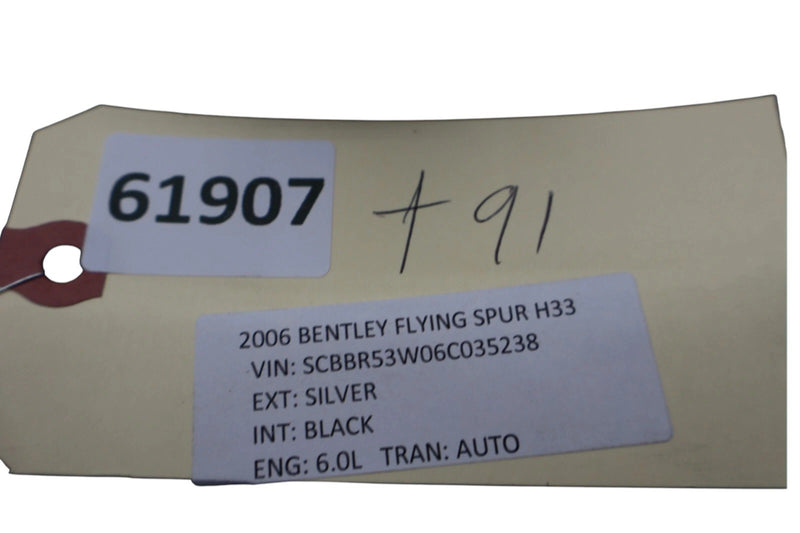 61907
+91
2006 BENTLEY FLYING SPUR H33
VIN: SCBBR53W06C035238
EXT: SILVER
INT: BLACK
ENG: 6.0L TRAN: AUTO